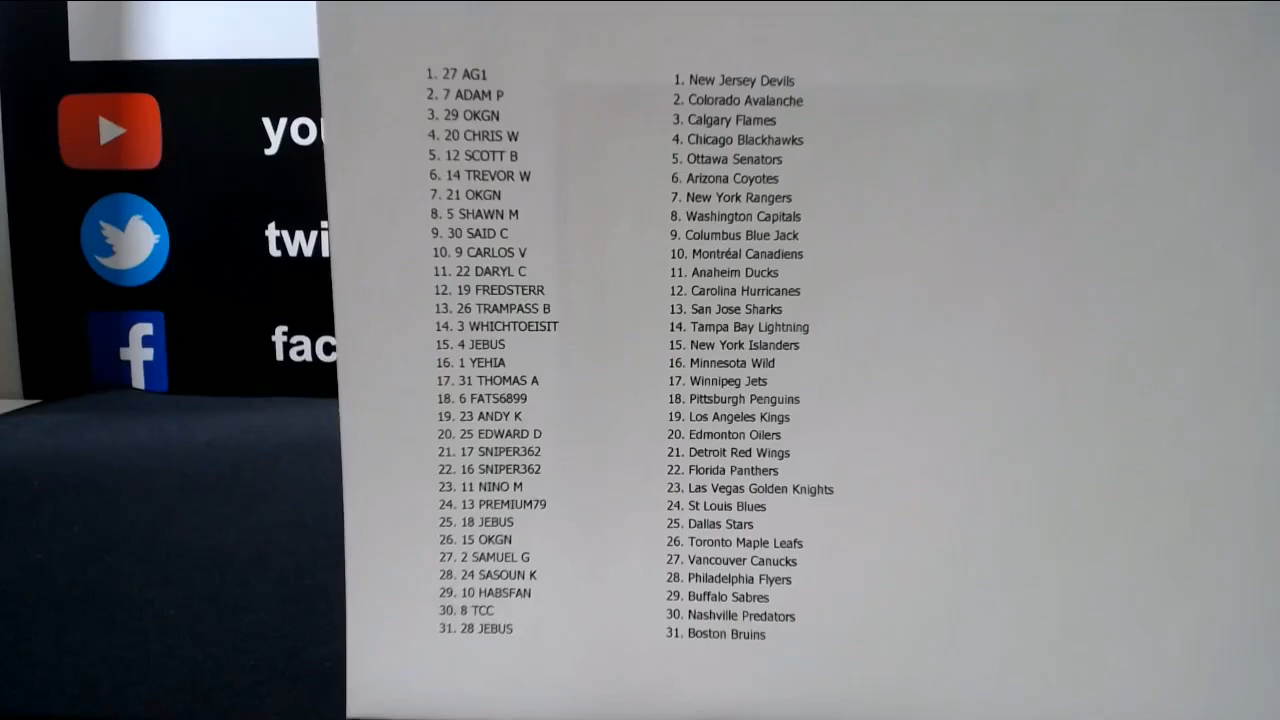 you
twi
fac
1. 27 AG1
2. 7 ADAM P
3. 29 OKGN
4. 20 CHRIS W
5. 12 SCOTT B
6. 14 TREVOR W
7. 21 OKGN
8. 5 SHAWN M
9. 30 SAID C
10. 9 CARLOS V
11. 22 DARYL C
12. 19 FREDSTERR
13. 26 TRAMPASS B
14. 3 WHICHTOEISIT
15. 4 JEBUS
16. 1 YEHIA
17. 31 THOMAS A
18. 6 FATS6899
19. 23 ANDY K
20. 25 EDWARD D
21. 17 SNIPER362
22. 16 SNIPER362
23. 11 NINO M
24. 13 PREMIUM79
25. 18 JEBUS
26. 15 OKGN
27. 2 SAMUEL G
28. 24 SASOUN K
29. 10 HABSFAN
30. 8 TCC
31. 28 JEBUS
1. New Jersey Devils
2. Colorado Avalanche
3. Calgary Flames
4. Chicago Blackhawks
5. Ottawa Senators
6. Arizona Coyotes
7. New York Rangers
8. Washington Capitals
9. Columbus Blue Jack
10. Montréal Canadiens
11. Anaheim Ducks
12. Carolina Hurricanes
13. San Jose Sharks
14. Tampa Bay Lightning
15. New York Islanders
16. Minnesota Wild
17. Winnipeg Jets
18. Pittsburgh Penguins
19. Los Angeles Kings
20. Edmonton Oilers
21. Detroit Red Wings
22. Florida Panthers
23. Las Vegas Golden Knights
24. St Louis Blues
25. Dallas Stars
26. Toronto Maple Leafs
27. Vancouver Canucks
28. Philadelphia Flyers
29. Buffalo Sabres
30. Nashville Predators
31. Boston Bruins